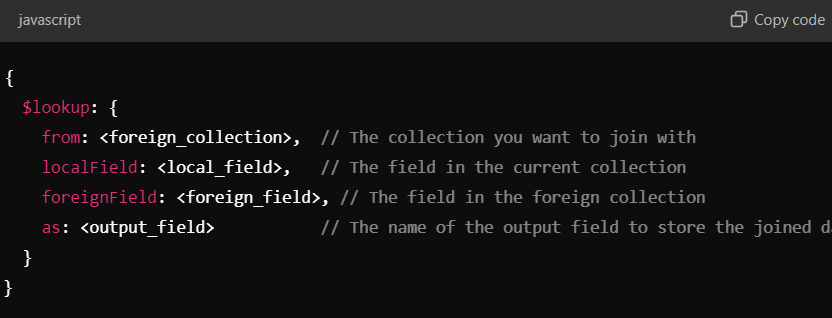 javascript
Copy code
{
$lookup: {
from: <foreign_collection>, // The collection you want to join with
localField: <local_field>, // The field in the current collection
foreignField: <foreign_field>, // The field in the foreign collection
as: <output_field> // The name of the output field to store the joined
}
}